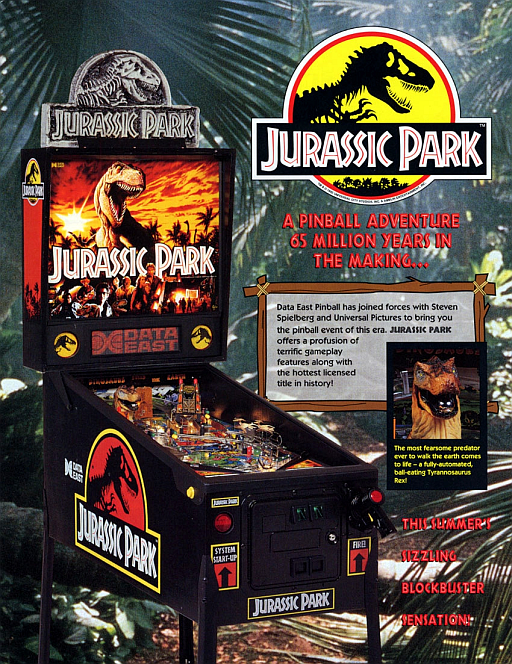 JURASSIC PARK
JURASSIC PARK
™
A PINBALL ADVENTURE
65 MILLION YEARS IN
THE MAKING...
JURASSIC PARK
JURASSIC PARK
DATA
EAST
Data East Pinball has joined forces with Steven
Spielberg and Universal Pictures to bring you
the pinball event of this era. JURASSIC PARK
offers a profusion of
terrific gameplay
features along with
the hottest licensed
title in history!
The most fearsome predator
ever to walk the earth comes
to life – a fully-automated,
ball-eating Tyrannosaurus
Rex!
DATA
EAST
JURASSIC PARK
JURASSIC PARK
SYSTEM
START-UP
FIRE!
JURASSIC PARK
THIS SUMMER'S
SIZZLING
BLOCKBUSTER
SENSATION!